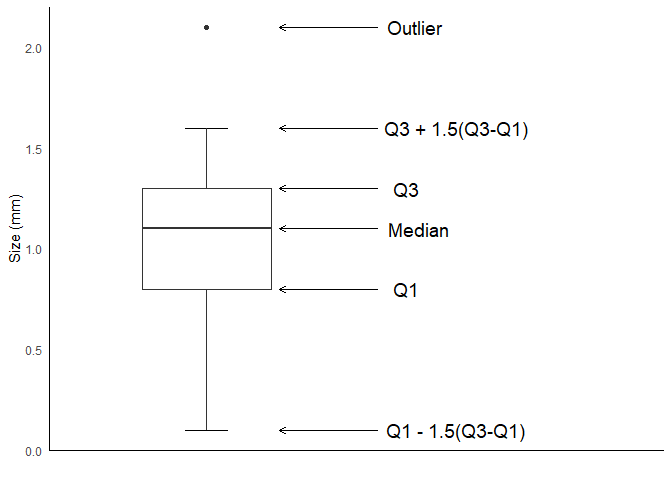 Outlier
2.0
Q3 + 1.5(Q3-Q1)
1.5
Q3
Median
Size (mm)
1.0
Q1
0.5
Q1 - 1.5(Q3-Q1)
0.0